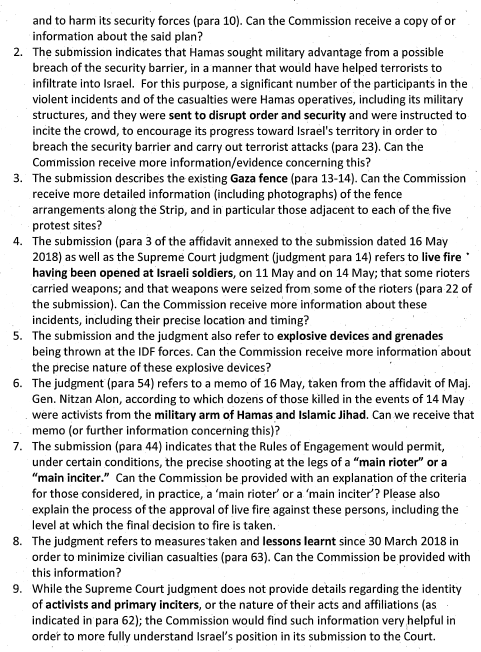 and to harm its security forces (para 10). Can the Commission receive a copy of or
information about the said plan?
2. The submission indicates that Hamas sought military advantage from a possible
breach of the security barrier, in a manner that would have helped terrorists to
infiltrate into Israel. For this purpose, a significant number of the participants in the
violent incidents and of the casualties were Hamas operatives, including its military
structures, and they were sent to disrupt order and security and were instructed to
incite the crowd, to encourage its progress toward Israel's territory in order to
breach the security barrier and carry out terrorist attacks (para 23). Can the
Commission receive more information/evidence concerning this?
3. The submission describes the existing Gaza fence (para 13-14). Can the Commission
receive more detailed information (including photographs) of the fence
arrangements along the Strip, and in particular those adjacent to each of the five
protest sites?
4. The submission (para 3 of the affidavit annexed to the submission dated 16 May
2018) as well as the Supreme Court judgment (judgment para 14) refers to live fire
having been opened at Israeli soldiers, on 11 May and on 14 May; that some rioters
carried weapons; and that weapons were seized from some of the rioters (para 22 of
the submission). Can the Commission receive more information about these
incidents, including their precise location and timing?
5. The submission and the judgment also refer to explosive devices and grenades
being thrown at the IDF forces. Can the Commission receive more information about
the precise nature of these explosive devices?
6. The judgment (para 54) refers to a memo of 16 May, taken from the affidavit of Maj.
Gen. Nitzan Alon, according to which dozens of those killed in the events of 14 May
were activists from the military arm of Hamas and Islamic Jihad. Can we receive that
memo (or further information concerning this)?
7. The submission (para 44) indicates that the Rules of Engagement would permit,
under certain conditions, the precise shooting at the legs of a “main rioter” or a
“main inciter.” Can the Commission be provided with an explanation of the criteria
for those considered, in practice, a ‘main rioter’ or a ‘main inciter’? Please also
explain the process of the approval of live fire against these persons, including the
level at which the final decision to fire is taken.
8. The judgment refers to measures taken and lessons learnt since 30 March 2018 in
order to minimize civilian casualties (para 63). Can the Commission be provided with
this information?
9. While the Supreme Court judgment does not provide details regarding the identity
of activists and primary inciters, or the nature of their acts and affiliations (as
indicated in para 62); the Commission would find such information very helpful in
order to more fully understand Israel’s position in its submission to the Court.